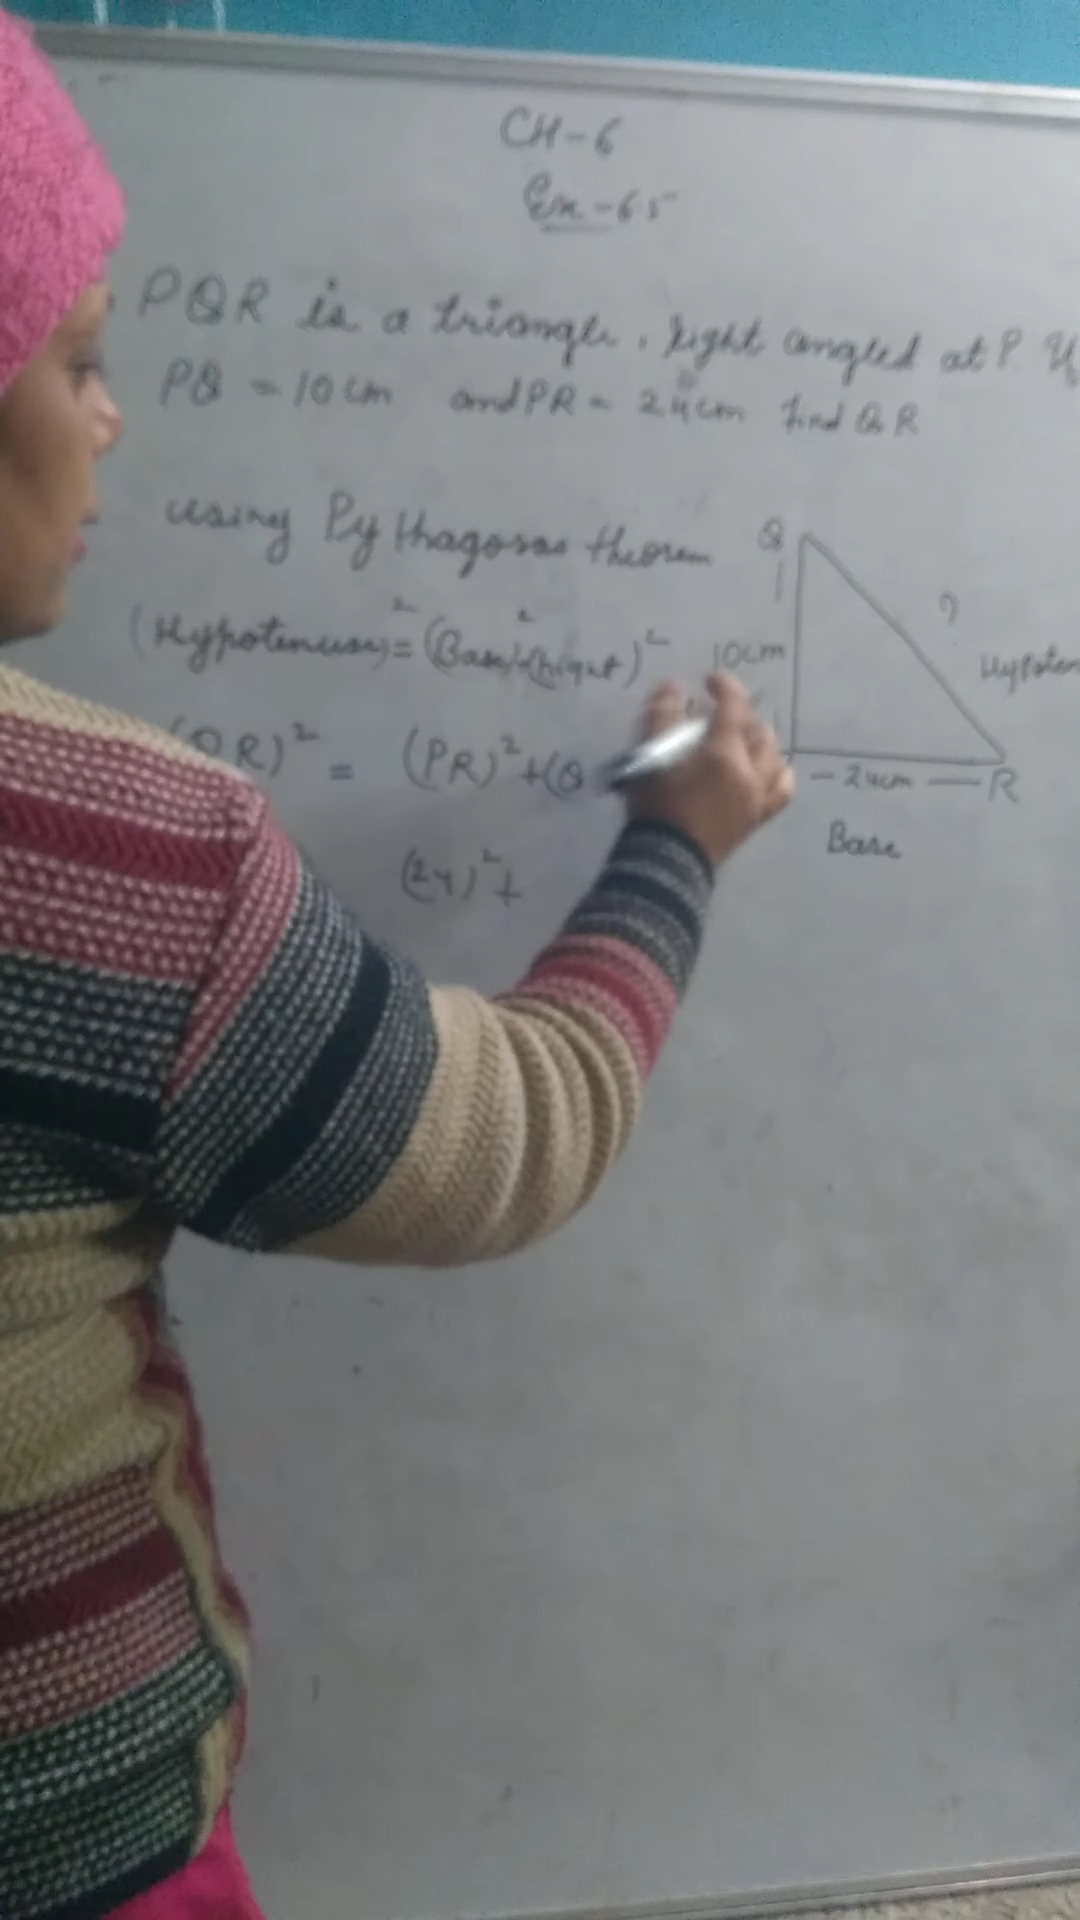 CH-6
Ex-6.5
PQR is a triangle, right angled at P. If
PQ = 10 cm and PR = 24 cm find QR
using Pythagoras theorem
(Hypotenuse)² = (Base)²+(hight)²
R)² = (PR)²+(Q
(24)²+
Q
?
10cm
Hypoten
-24cm — R
Base